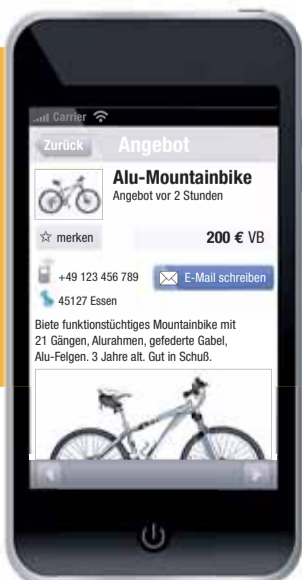 Carrier
Zurück Angebot
Alu-Mountainbike
Angebot vor 2 Stunden
☆ merken 200 € VB
+49 123 456 789 E-Mail schreiben
45127 Essen
Biete funktionstüchtiges Mountainbike mit
21 Gängen, Alurahmen, gefederte Gabel,
Alu-Felgen. 3 Jahre alt. Gut in Schuß.